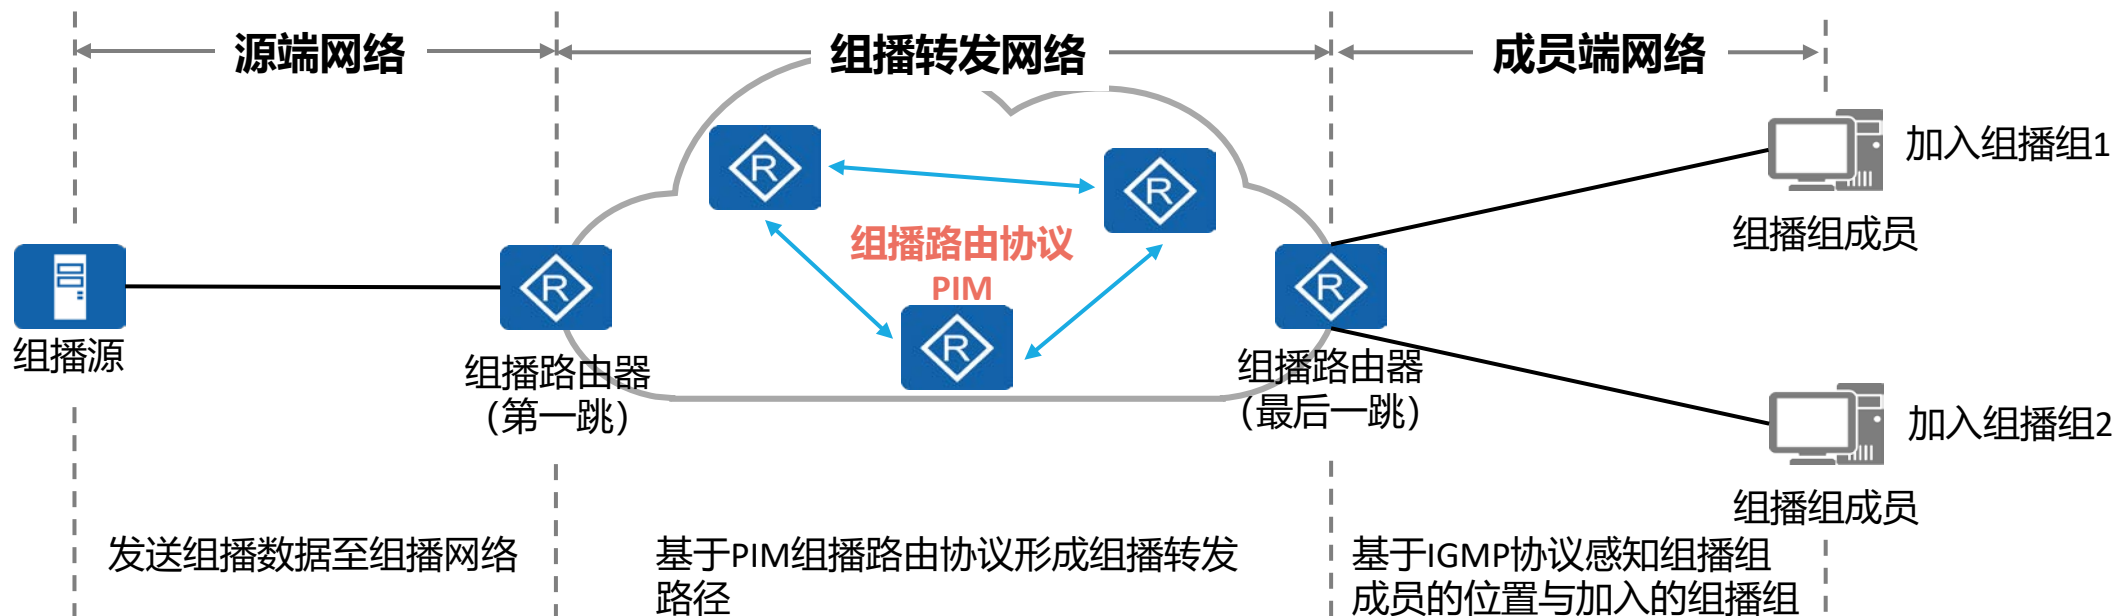 源端网络
组播转发网络
成员端网络
R
R
组播路由协议
PIM
R
R
R
加入组播组1
组播组成员
组播源
组播路由器
（第一跳）
组播路由器
（最后一跳）
加入组播组2
组播组成员
发送组播数据至组播网络
基于PIM组播路由协议形成组播转发
路径
基于IGMP协议感知组播组
成员的位置与加入的组播组